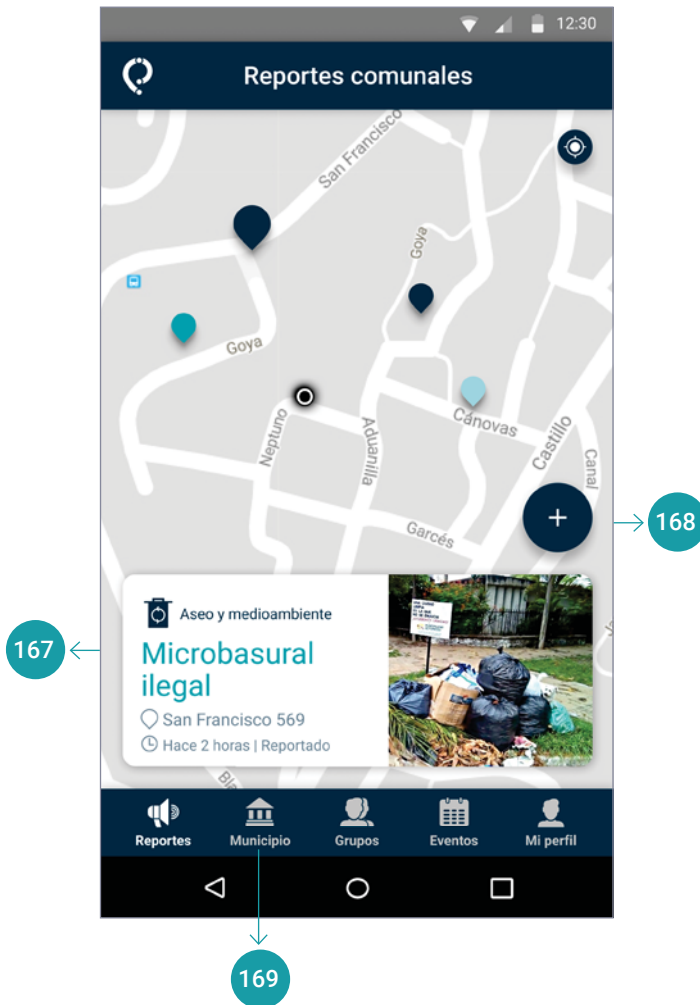 12:30
Reportes comunales
San Francisco
Goya
Goya
Neptuno
Aduanilla
Cánovas
Castillo
Canal
Garcés
168
Aseo y medioambiente
167
Microbasural
ilegal
San Francisco 569
Hace 2 horas | Reportado
Reportes
Municipio
Grupos
Eventos
Mi perfil
169